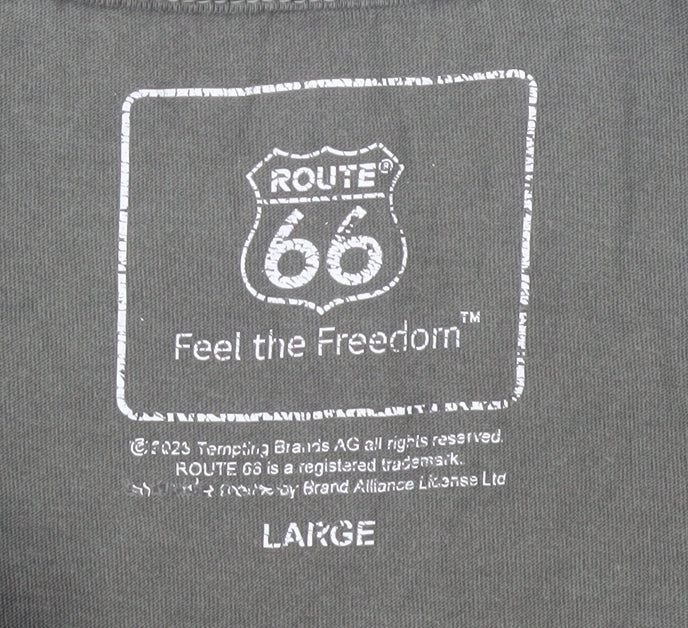 ROUTE®
66
Feel the Freedom™
© 2023 Tempting Brands AG all rights reserved.
ROUTE 66 is a registered trademark.
by Brand Alliance License Ltd
LARGE